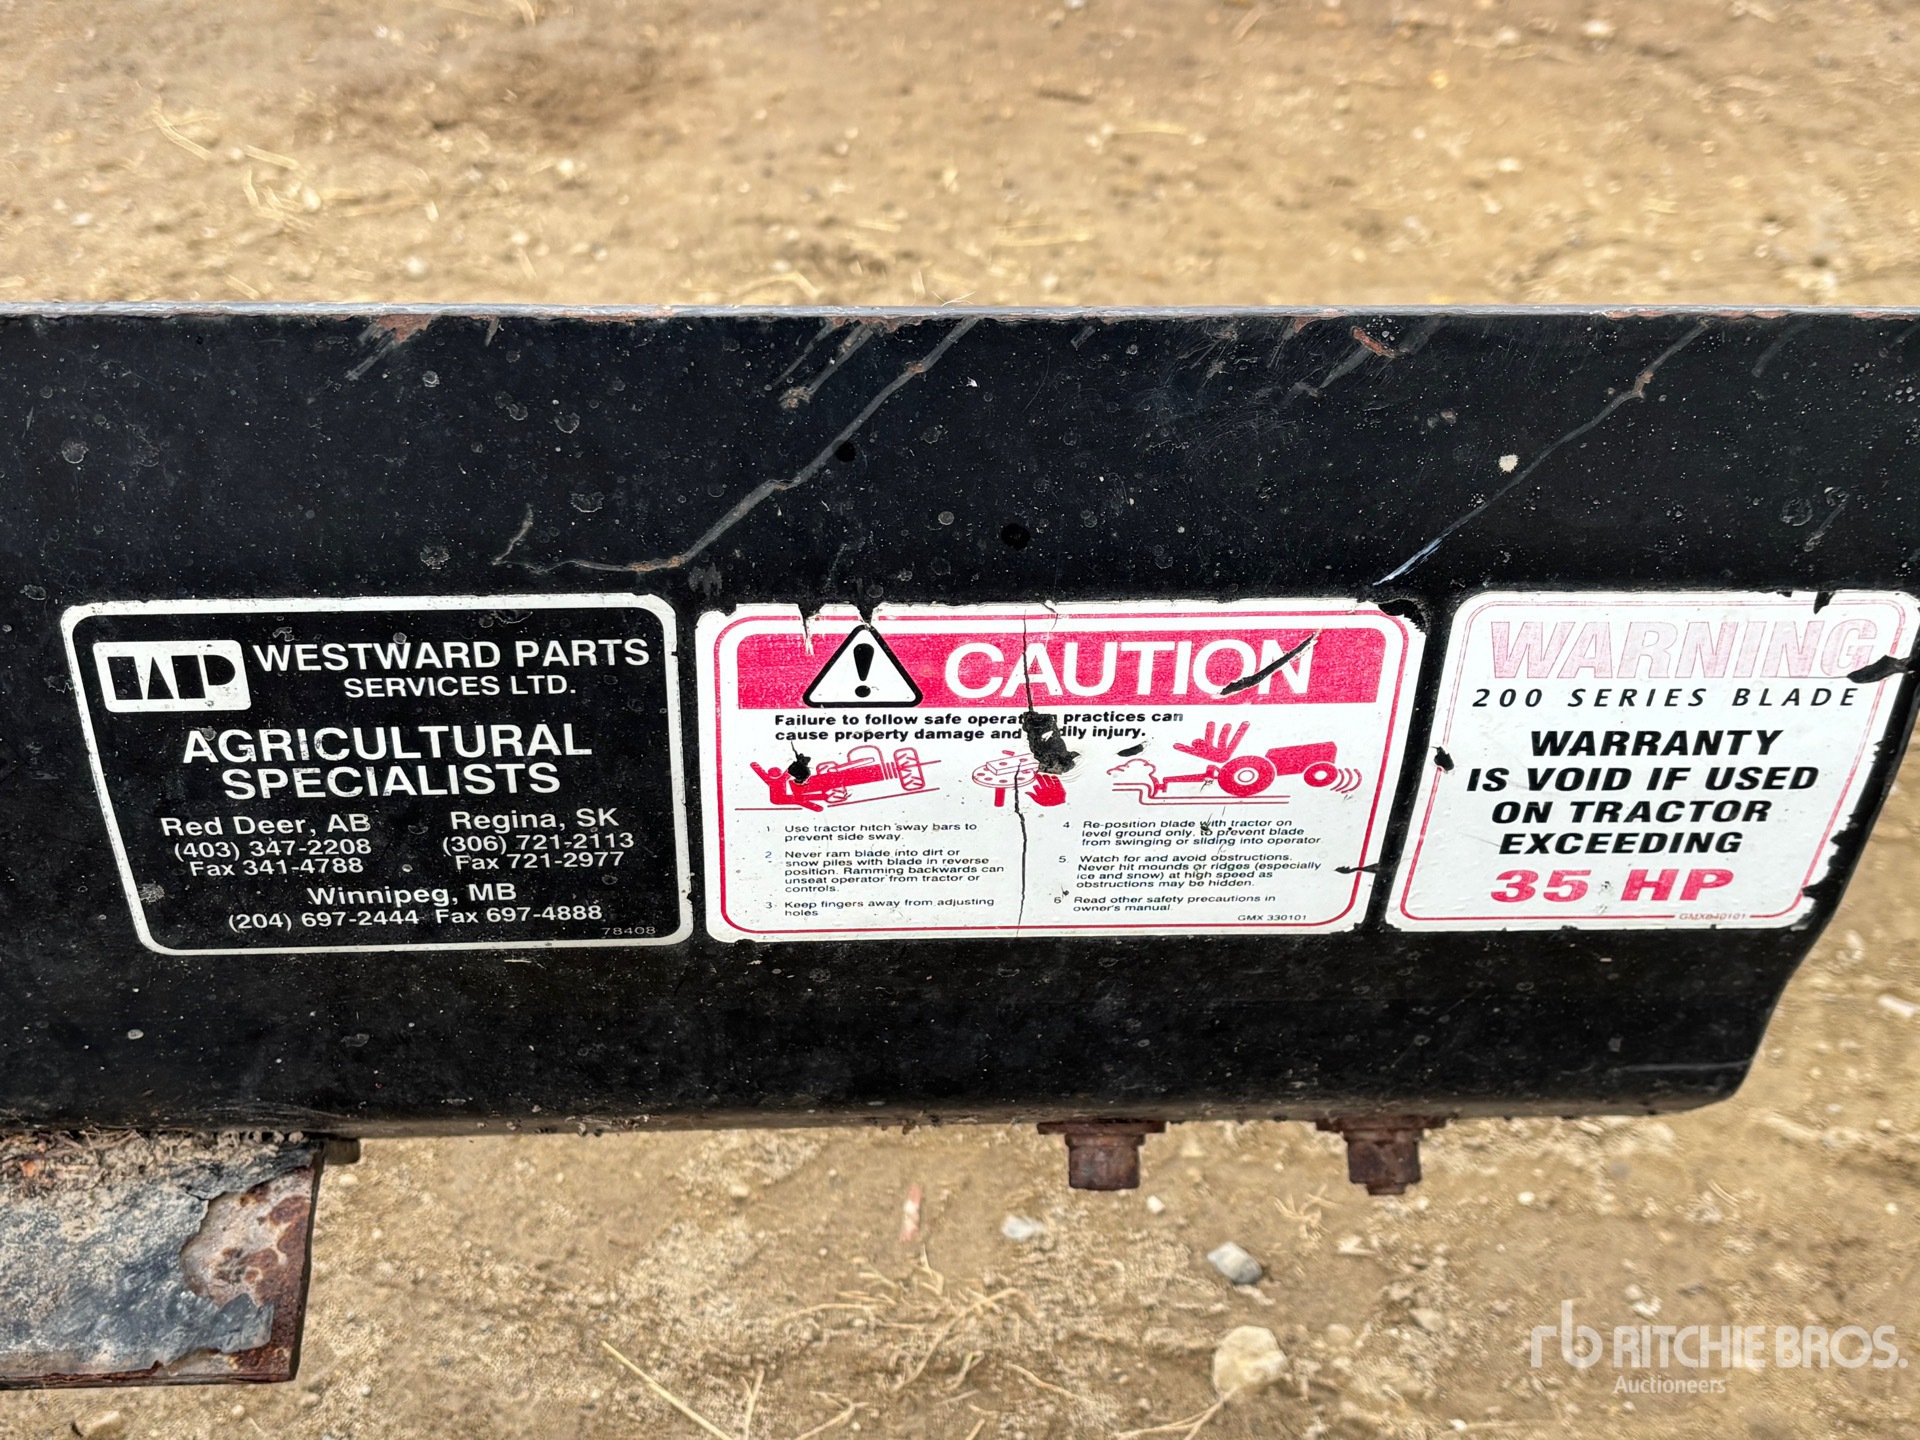 WESTWARD PARTS
SERVICES LTD.
AGRICULTURAL
SPECIALISTS
Red Deer, AB
(403) 347-2208
Fax 341-4788
Regina, SK
(306) 721-2113
Fax 721-2977
Winnipeg, MB
(204) 697-2444 Fax 697-4888
78408
CAUTION
Failure to follow safe practices can
cause property damage and injury.
1 Use tractor hitch sway bars to
prevent side sway.
2 Never ram blade into dirt or
snow piles with blade in reverse
position. Ramming backwards can
unseat operator from tractor or
controls.
3 Keep fingers away from adjusting
holes
4 Re-position blade with tractor on
level ground only, to prevent blade
from swinging or sliding into operator
5 Watch for and avoid obstructions.
Never hit mounds or ridges (especially
ice and snow) at high speed as
obstructions may be hidden.
6 Read other safety precautions in
owner's manual
GMX 330101
WARNING
200 SERIES BLADE
WARRANTY
IS VOID IF USED
ON TRACTOR
EXCEEDING
35 HP
rb RITCHIE BROS.
Auctioneers